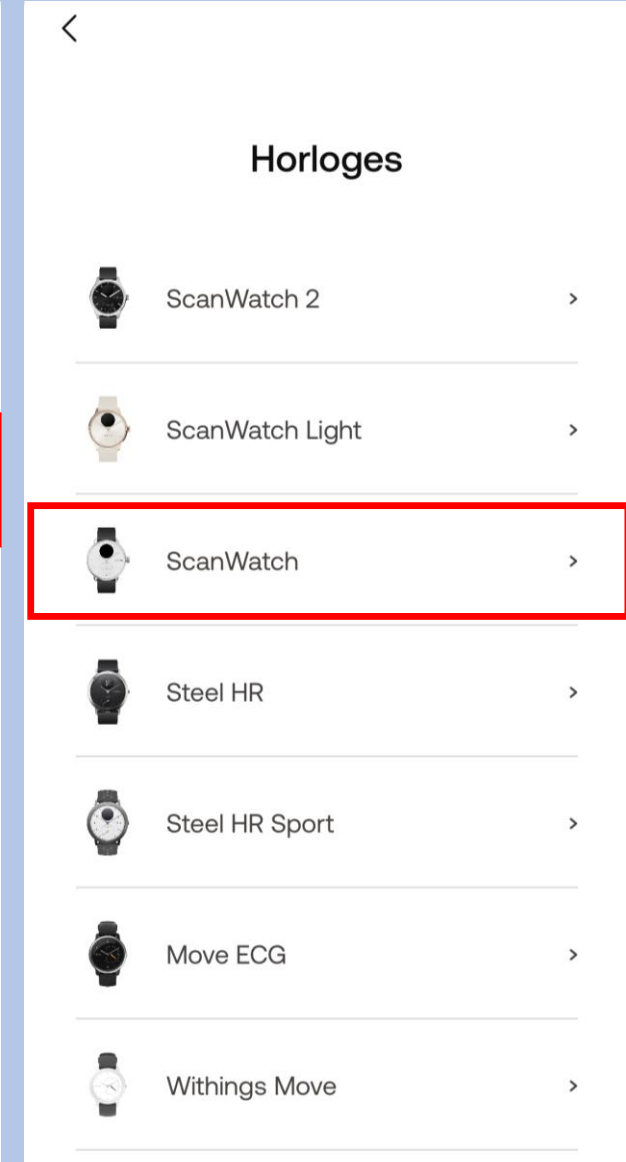 Horloges
ScanWatch 2
ScanWatch Light
ScanWatch
Steel HR
Steel HR Sport
Move ECG
Withings Move